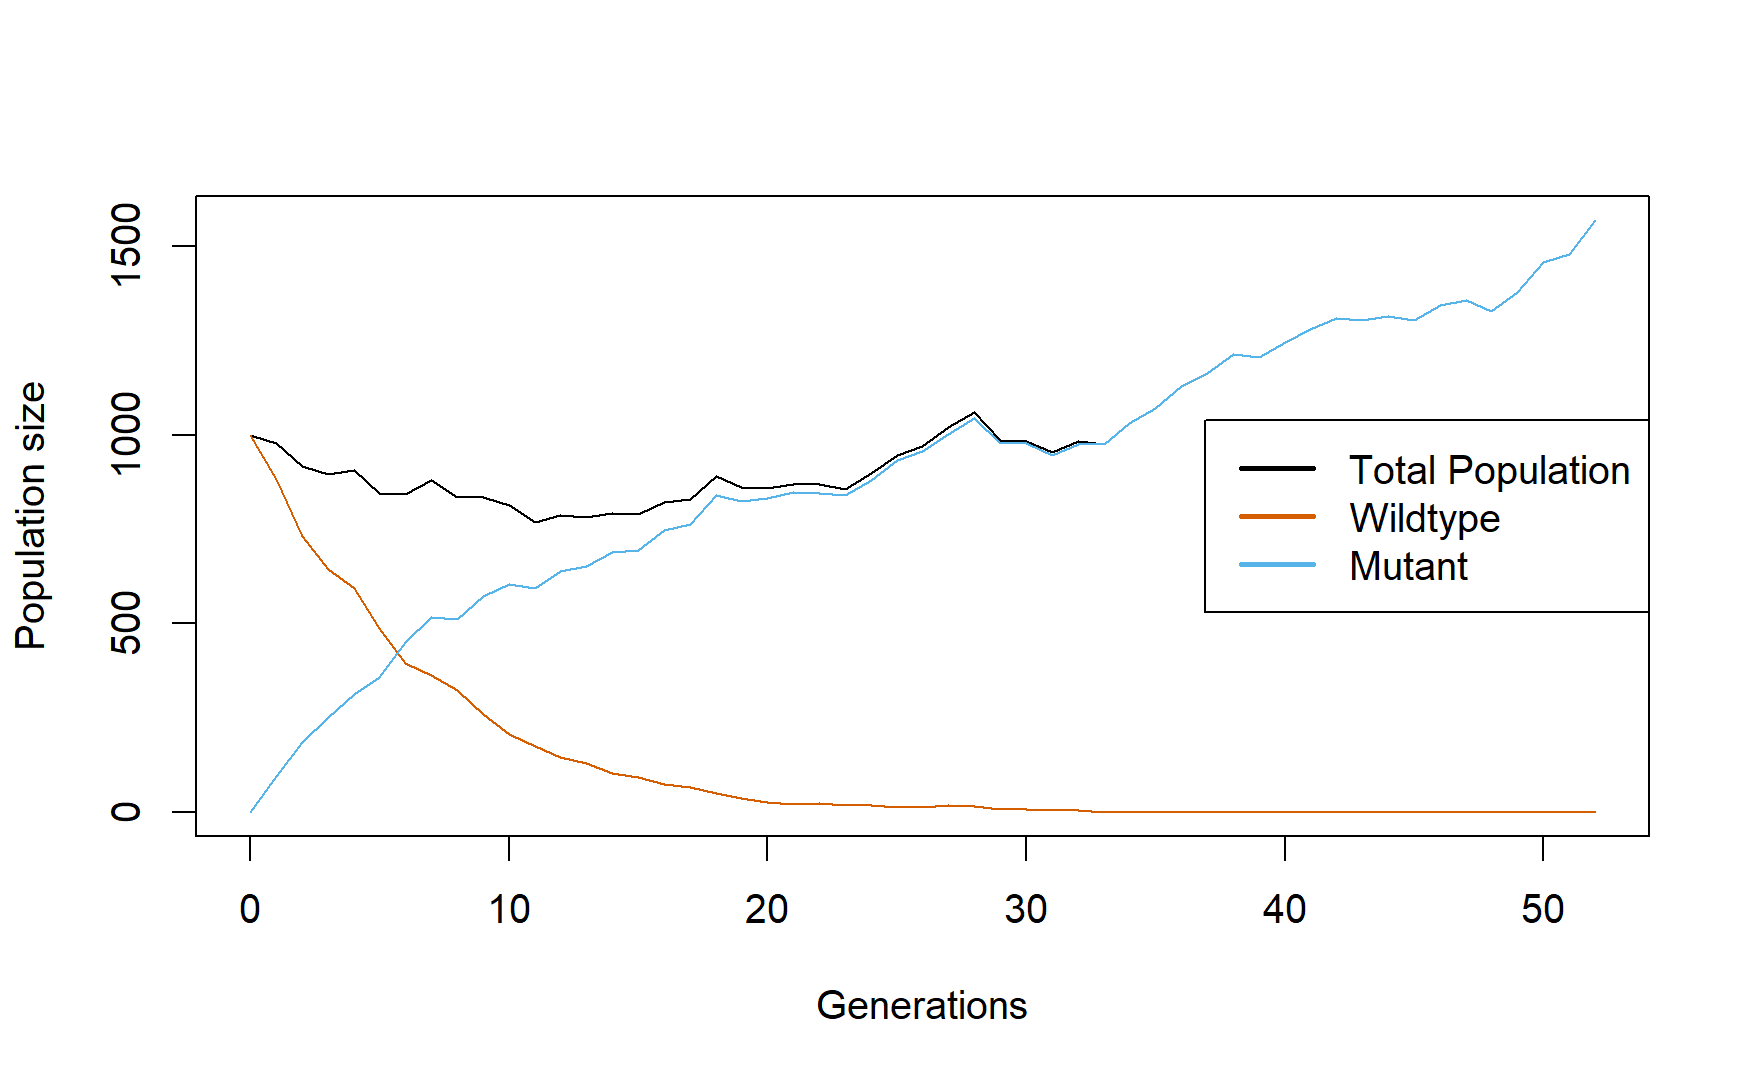 Population size
1500
1000
500
0
Total Population
Wildtype
Mutant
0 10 20 30 40 50
Generations